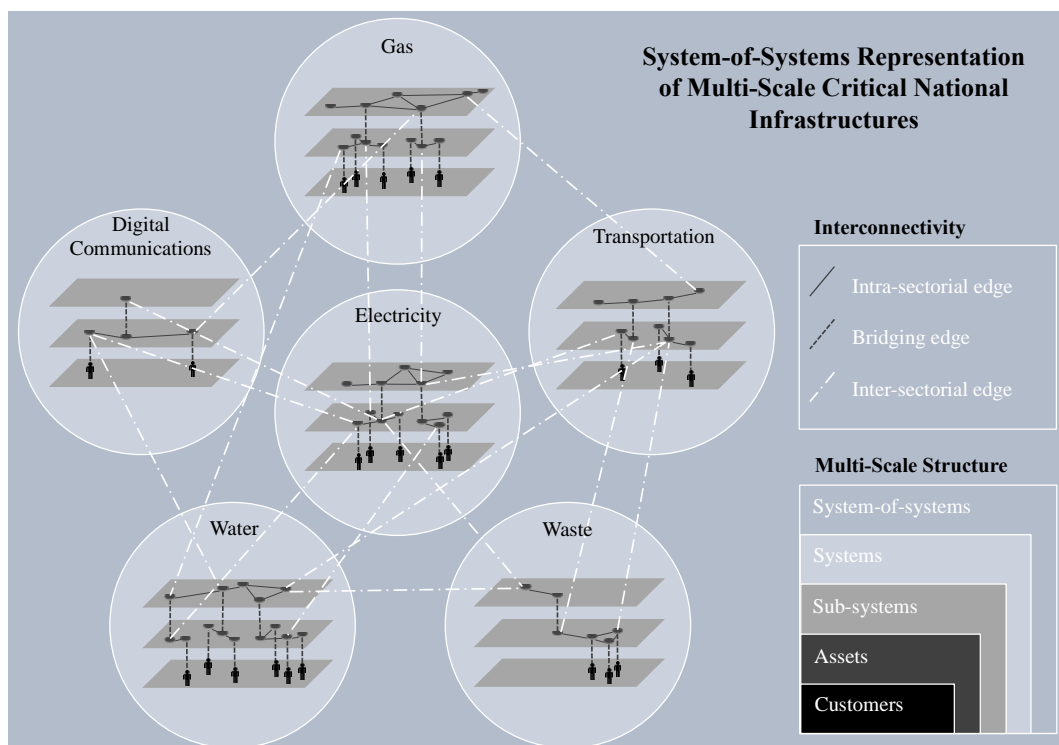 Gas
System-of-Systems Representation
of Multi-Scale Critical National
Infrastructures
Digital
Communications
Transportation
Electricity
Water
Waste
Interconnectivity
Intra-sectorial edge
Bridging edge
Inter-sectorial edge
Multi-Scale Structure
System-of-systems
Systems
Sub-systems
Assets
Customers